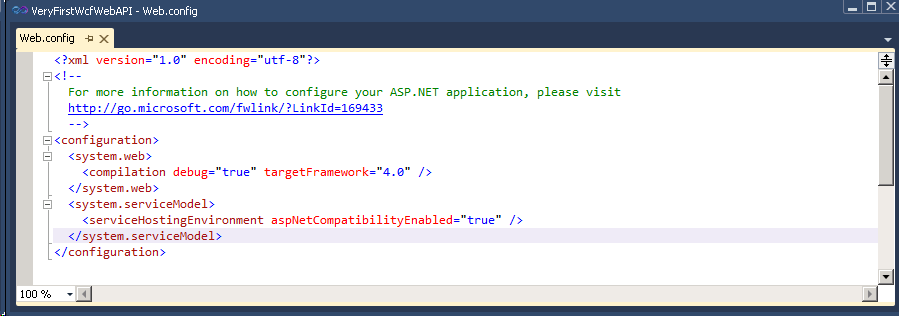 VeryFirstWcfWebAPI - Web.config
Web.config
<?xml version="1.0" encoding="utf-8"?>
<!--
For more information on how to configure your ASP.NET application, please visit
http://go.microsoft.com/fwlink/?LinkId=169433
-->
<configuration>
<system.web>
<compilation debug="true" targetFramework="4.0" />
</system.web>
<system.serviceModel>
<serviceHostingEnvironment aspNetCompatibilityEnabled="true" />
</system.serviceModel>
</configuration>
100 %